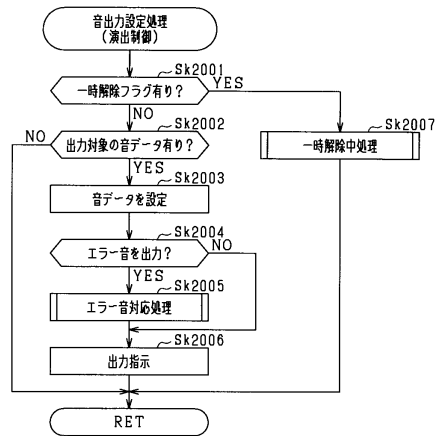 音出力設定処理
(演出制御)
Sk2001
一時解除フラグ有り?
YES
NO
Sk2002
NO
出力対象の音データ有り?
YES
Sk2007
一時解除中処理
Sk2003
音データを設定
Sk2004
エラー音を出力?
NO
YES
Sk2005
エラー音対応処理
Sk2006
出力指示
RET